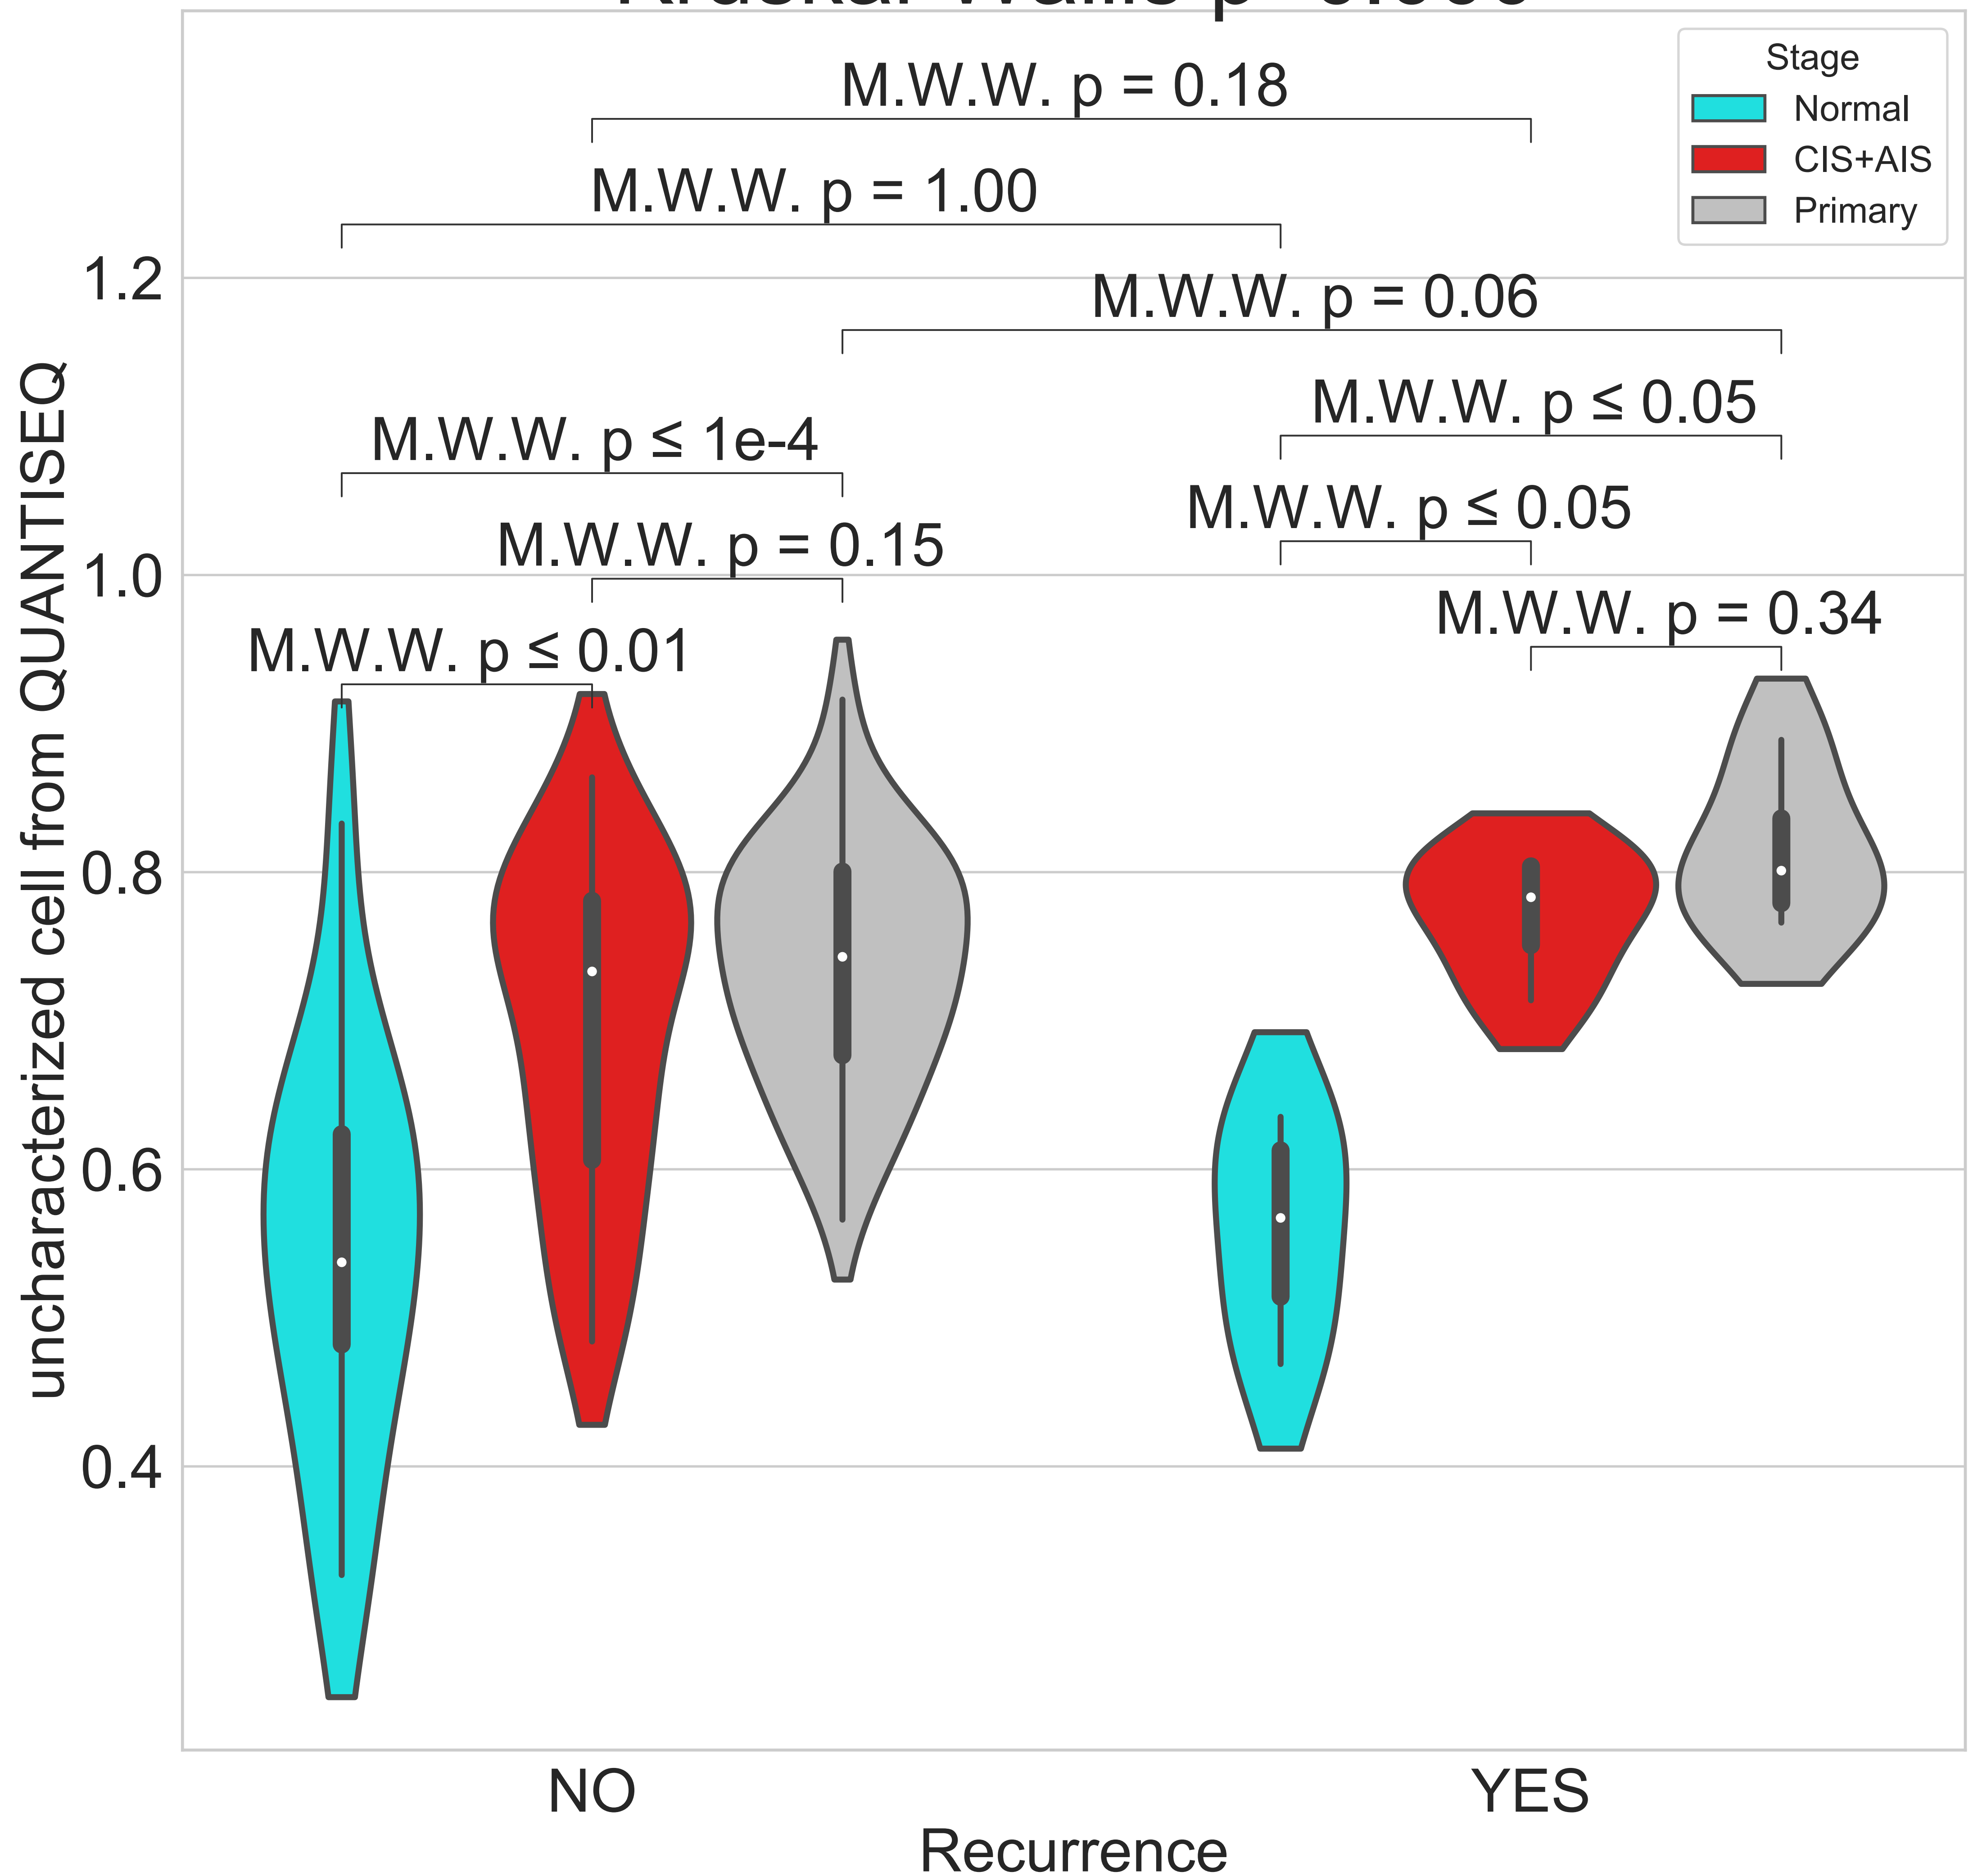 M.W.W. p = 0.18
M.W.W. p = 1.00
M.W.W. p = 0.06
M.W.W. p ≤ 0.05
M.W.W. p ≤ 1e-4
M.W.W. p ≤ 0.05
M.W.W. p = 0.15
M.W.W. p = 0.34
M.W.W. p ≤ 0.01
Stage
Normal
CIS+AIS
Primary
uncharacterized cell from QUANTISEQ
1.2
1.0
0.8
0.6
0.4
NO
YES
Recurrence